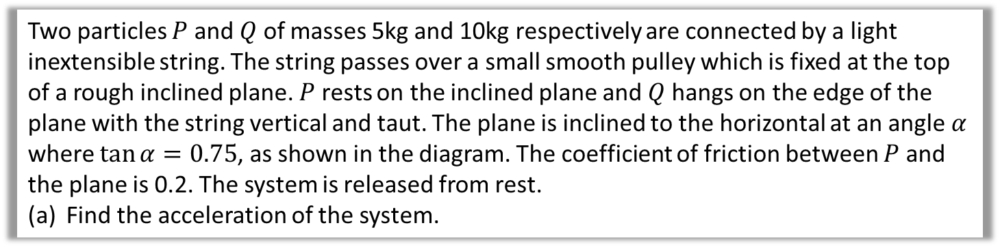 Two particles P and Q of masses 5kg and 10kg respectively are connected by a light
inextensible string. The string passes over a small smooth pulley which is fixed at the top
of a rough inclined plane. P rests on the inclined plane and Q hangs on the edge of the
plane with the string vertical and taut. The plane is inclined to the horizontal at an angle α
where tan α = 0.75, as shown in the diagram. The coefficient of friction between P and
the plane is 0.2. The system is released from rest.
(a) Find the acceleration of the system.